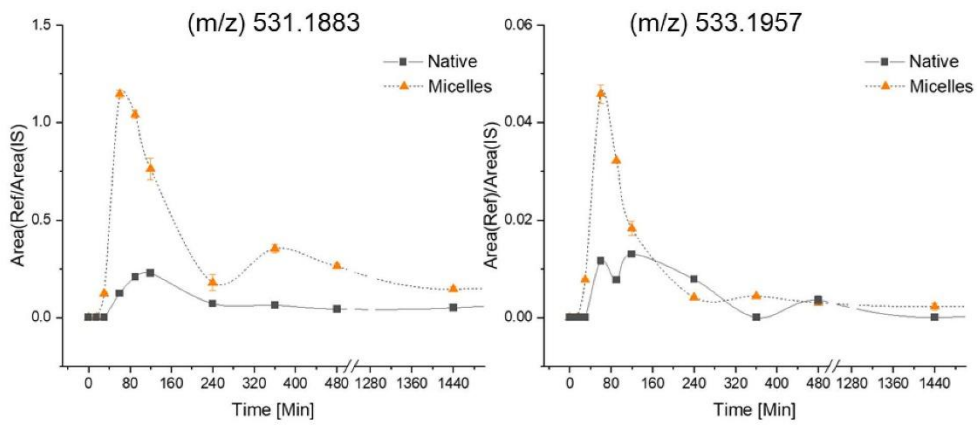 (m/z) 531.1883
1.5
1.0
0.5
0.0
Area(Ref/Area(IS)
Native
Micelles
0 80 160 240 320 400 480 1280 1360 1440
Time [Min]
(m/z) 533.1957
0.06
0.04
0.02
0.00
Area(Ref)/Area(IS)
Native
Micelles
0 80 160 240 320 400 480 1280 1360 1440
Time [Min]